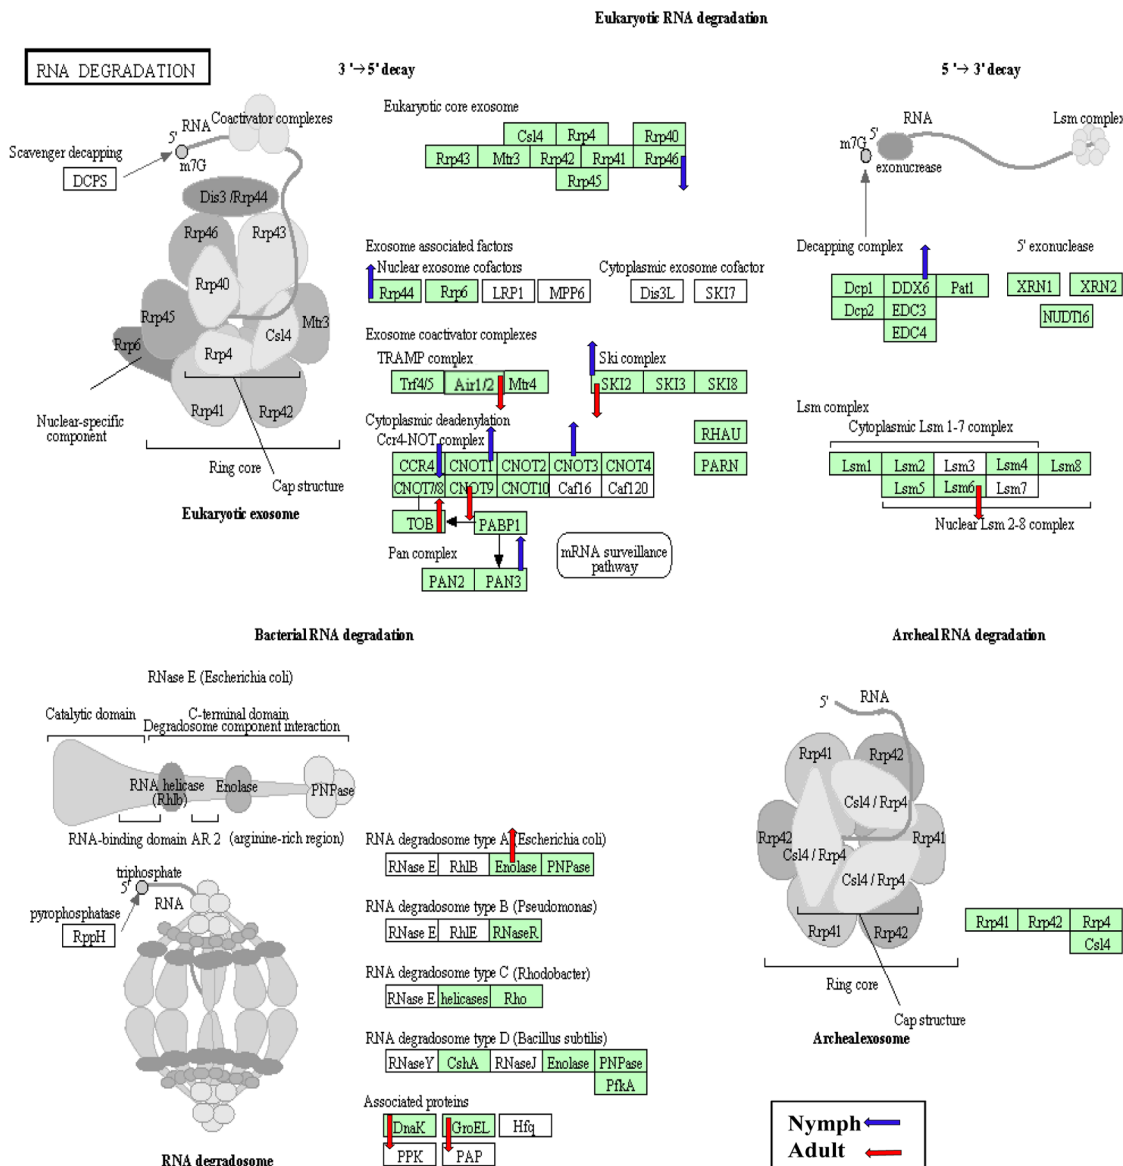 Eukaryotic RNA degradation
RNA DEGRADATION
3 '→ 5' decay
5 '→ 3' decay
Coactivator complexes
RNA
5'
m7G
Scavenger decapping
DCPS
Dis3 /Rrp44
Rrp46
Rrp43
Rrp40
Rrp45
Csl4
Mtr3
Rrp6
Rrp4
Rrp41
Rrp42
Nuclear-specific
component
Ring core
Cap structure
Eukaryotic exosome
Eukaryotic core exosome
Csl4 Rrp4 Rrp40
Rrp43 Mtr3 Rrp42 Rrp41 Rrp46
Rrp45
Exosome associated factors
Nuclear exosome cofactors
Cytoplasmic exosome cofactor
Rrp44 Rrp6 LRP1 MPP6
Dis3L SKI7
Exosome coactivator complexes
TRAMP complex
Ski complex
Trf4/5 Air1/2 Mtr4
SKI2 SKI3 SKI8
Cytoplasmic deadenylation
Ccr4-NOT complex
CCR4 CNOT1 CNOT2 CNOT3 CNOT4
CNOT7/8 CNOT9 CNOT10 Caf16 Caf120
RHAU
PARN
TOB PABP1
Pan complex
PAN2 PAN3
mRNA surveillance
pathway
RNA
Lsm complex
5'
m7G
exonucrease
Decapping complex
5' exonuclease
Dcp1 DDX6 Pat1
Dcp2 EDC3
EDC4
XRN1 XRN2
NUDT16
Lsm complex
Cytoplasmic Lsm 1-7 complex
Lsm1 Lsm2 Lsm3 Lsm4 Lsm8
Lsm5 Lsm6 Lsm7
Nuclear Lsm 2-8 complex
Bacterial RNA degradation
RNase E (Escherichia coli)
Catalytic domain
C-terminal domain
Degradosome component interaction
RNA helicase
(Rhlb)
Enolase
PNPase
RNA-binding domain AR 2 (arginine-rich region)
triphosphate
5'
RNA
pyrophosphatase
RppH
RNA degradosome
RNA degradosome type A (Escherichia coli)
RNase E RhlB Enolase PNPase
RNA degradosome type B (Pseudomonas)
RNase E RhlE RNaseR
RNA degradosome type C (Rhodobacter)
RNase E helicases Rho
RNA degradosome type D (Bacillus subtilis)
RNaseY CshA RNaseJ Enolase PNPase
PfkA
Associated proteins
DnaK GroEL Hfq
PPK PAP
Archeal RNA degradation
5'
RNA
Rrp41
Rrp42
Csl4 / Rrp4
Rrp42
Rrp41
Csl4 / Rrp4
Csl4 / Rrp4
Rrp41
Rrp42
Ring core
Cap structure
Archealexosome
Rrp41 Rrp42 Rrp4
Csl4
Nymph
Adult